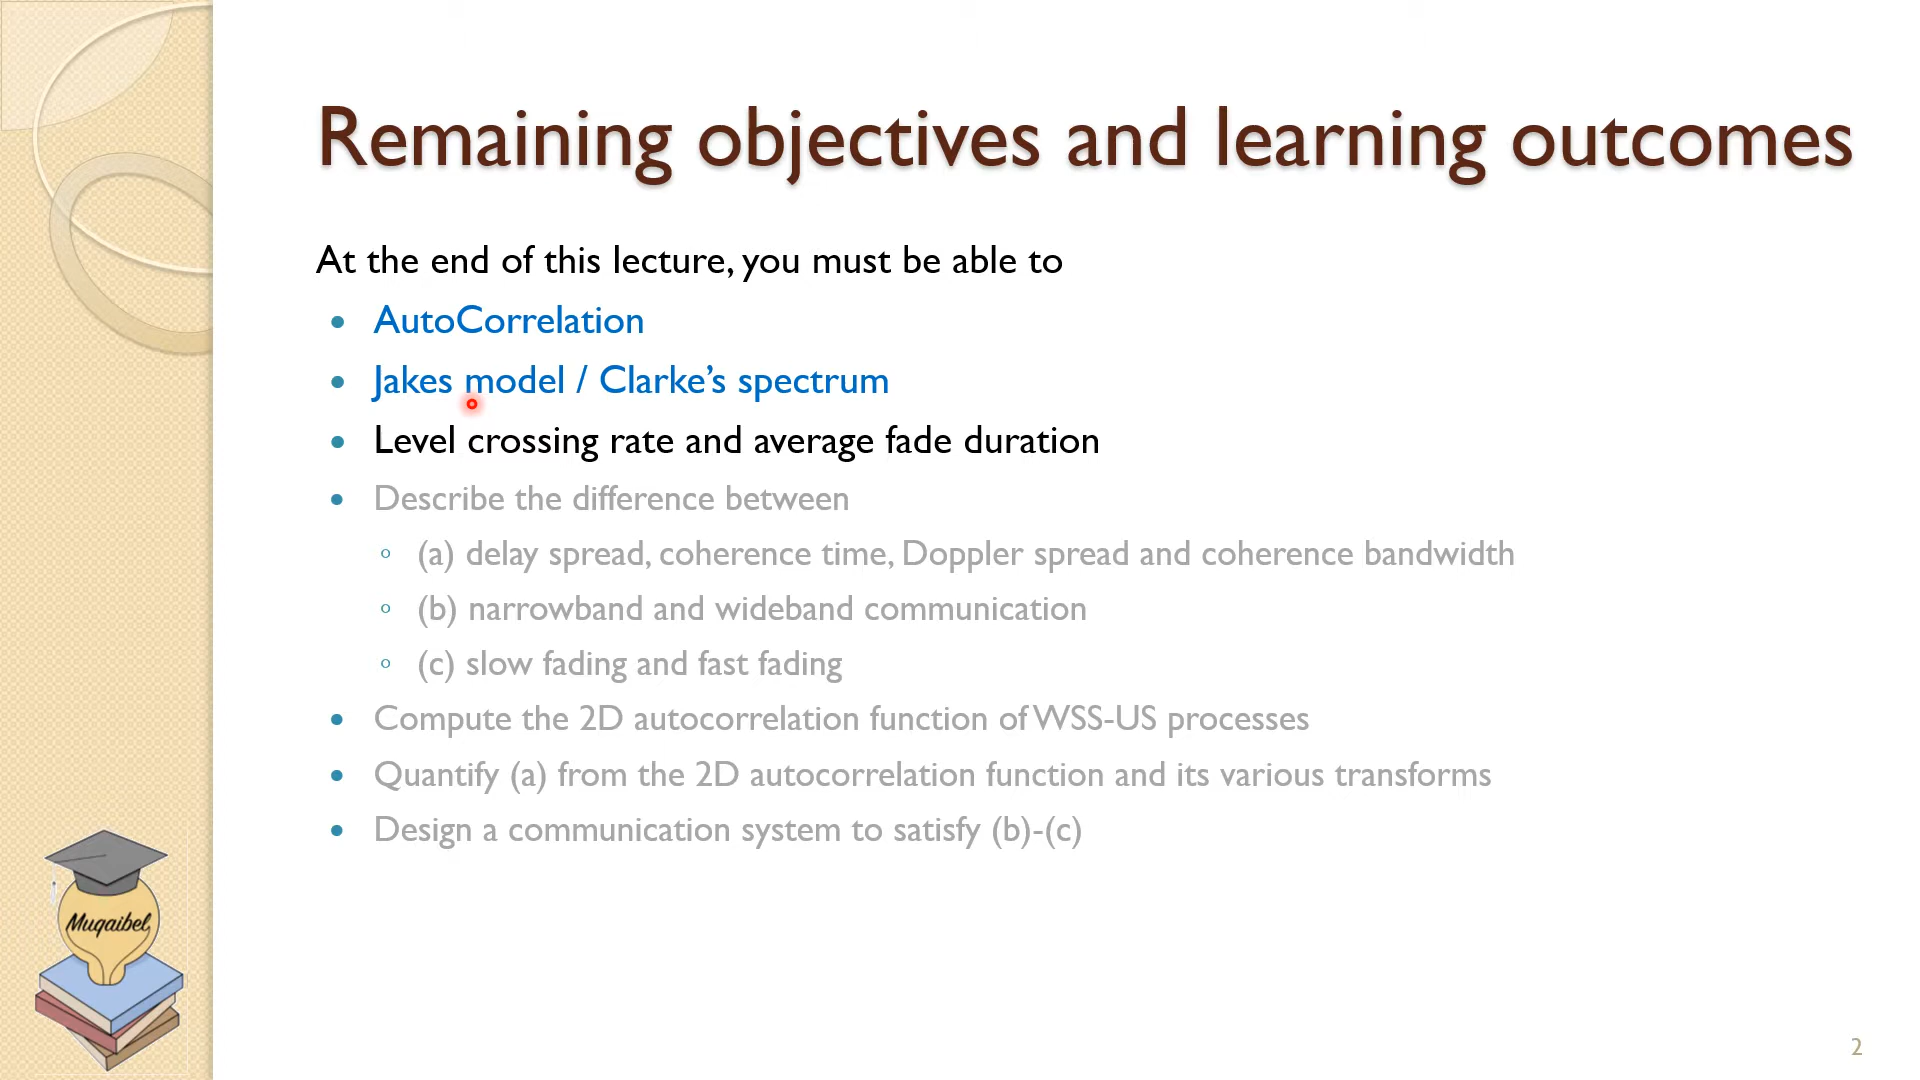 Remaining objectives and learning outcomes
At the end of this lecture, you must be able to
• AutoCorrelation
• Jakes model / Clarke's spectrum
• Level crossing rate and average fade duration
• Describe the difference between
◦ (a) delay spread, coherence time, Doppler spread and coherence bandwidth
◦ (b) narrowband and wideband communication
◦ (c) slow fading and fast fading
• Compute the 2D autocorrelation function of WSS-US processes
• Quantify (a) from the 2D autocorrelation function and its various transforms
• Design a communication system to satisfy (b)-(c)
Muqaibel
2